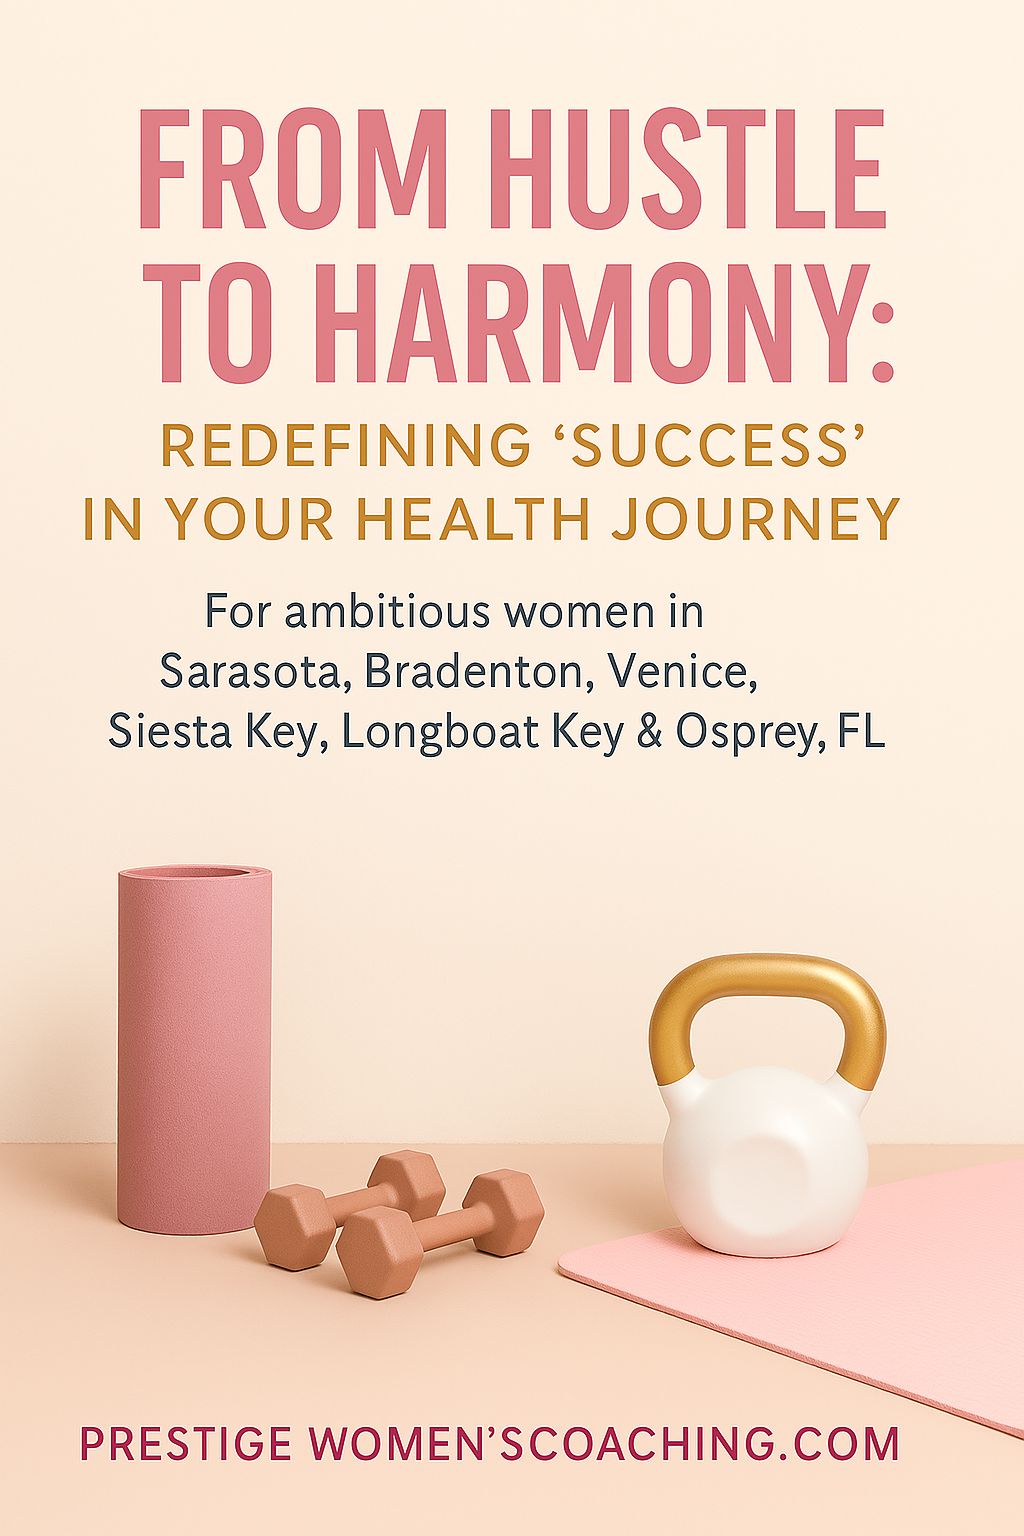 FROM HUSTLE
TO HARMONY:
REDEFINING ‘SUCCESS’
IN YOUR HEALTH JOURNEY
For ambitious women in
Sarasota, Bradenton, Venice,
Siesta Key, Longboat Key & Osprey, FL
PRESTIGE WOMEN’SCOACHING.COM